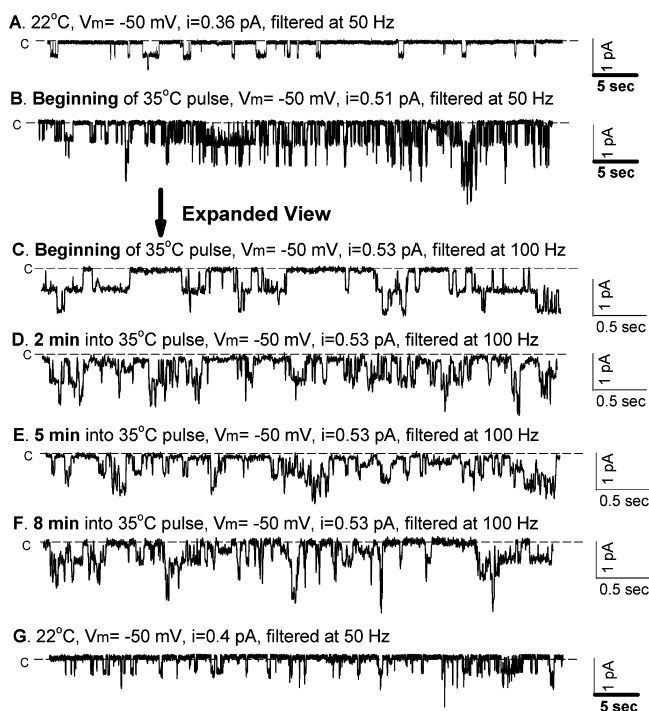 A. 22°C, Vm= -50 mV, i=0.36 pA, filtered at 50 Hz
C
1 pA
5 sec
B. Beginning of 35°C pulse, Vm= -50 mV, i=0.51 pA, filtered at 50 Hz
C
1 pA
5 sec
Expanded View
C. Beginning of 35°C pulse, Vm= -50 mV, i=0.53 pA, filtered at 100 Hz
C
1 pA
0.5 sec
D. 2 min into 35°C pulse, Vm= -50 mV, i=0.53 pA, filtered at 100 Hz
C
1 pA
0.5 sec
E. 5 min into 35°C pulse, Vm= -50 mV, i=0.53 pA, filtered at 100 Hz
C
1 pA
0.5 sec
F. 8 min into 35°C pulse, Vm= -50 mV, i=0.53 pA, filtered at 100 Hz
C
1 pA
0.5 sec
G. 22°C, Vm= -50 mV, i=0.4 pA, filtered at 50 Hz
C
1 pA
5 sec